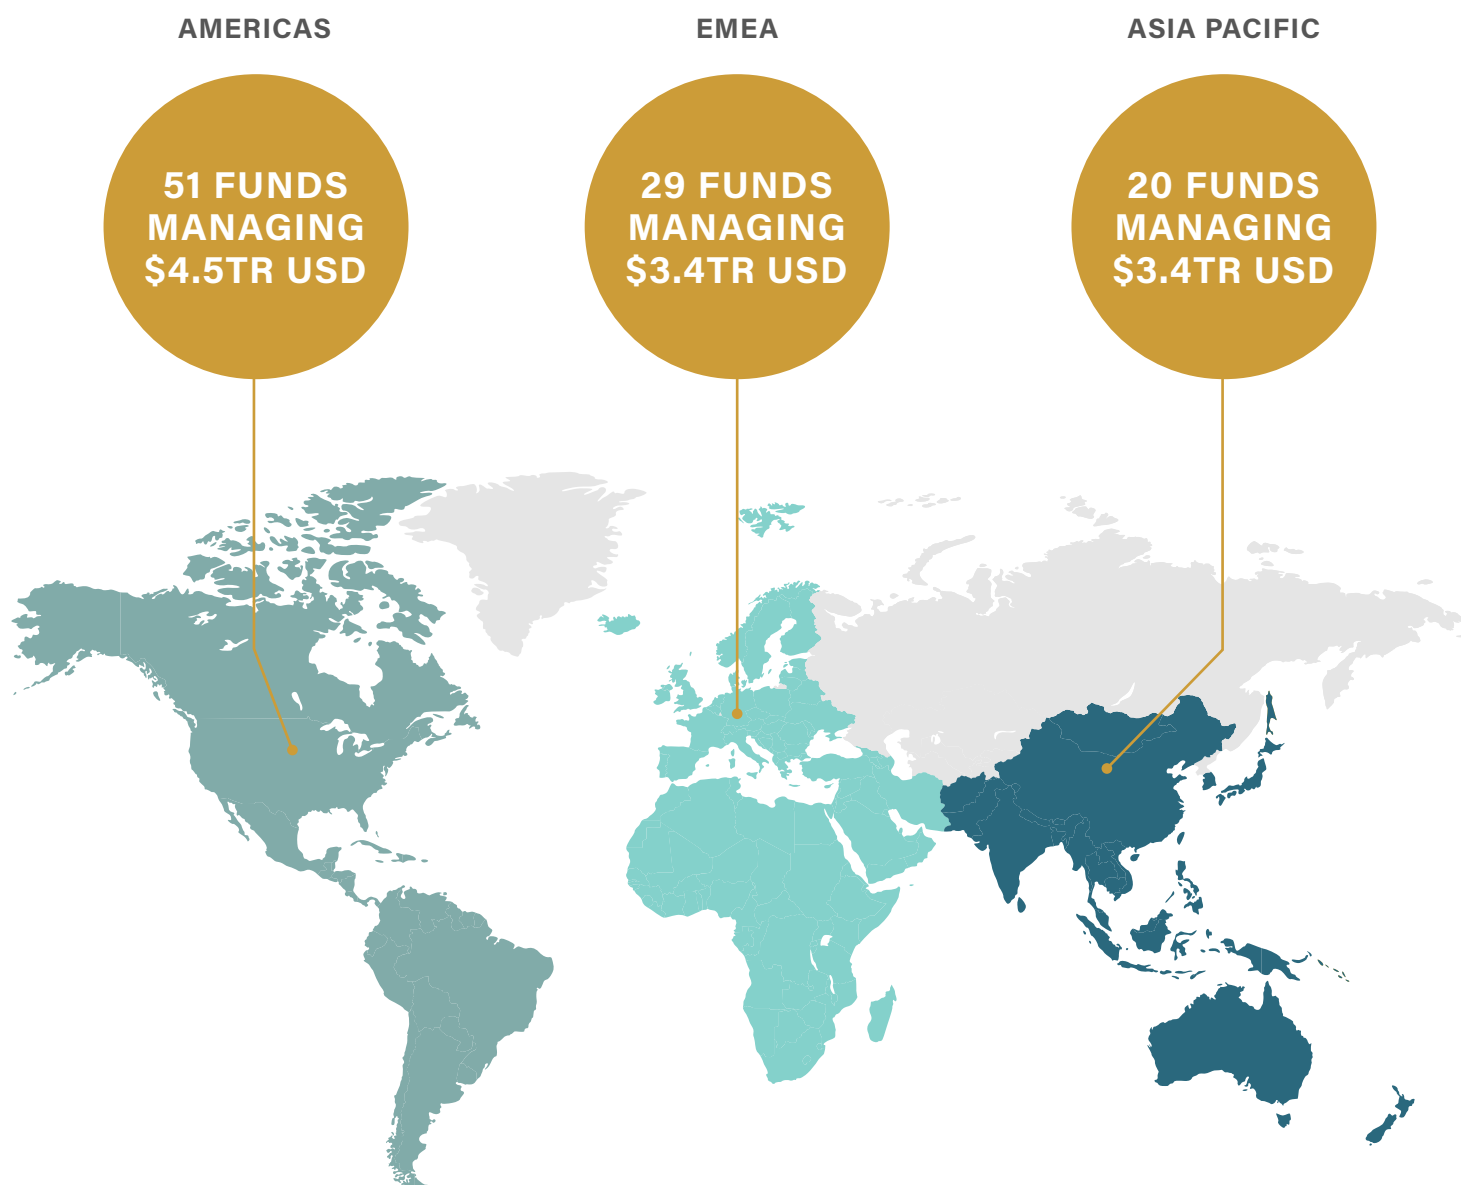 AMERICAS
51 FUNDS
MANAGING
$4.5TR USD
EMEA
29 FUNDS
MANAGING
$3.4TR USD
ASIA PACIFIC
20 FUNDS
MANAGING
$3.4TR USD